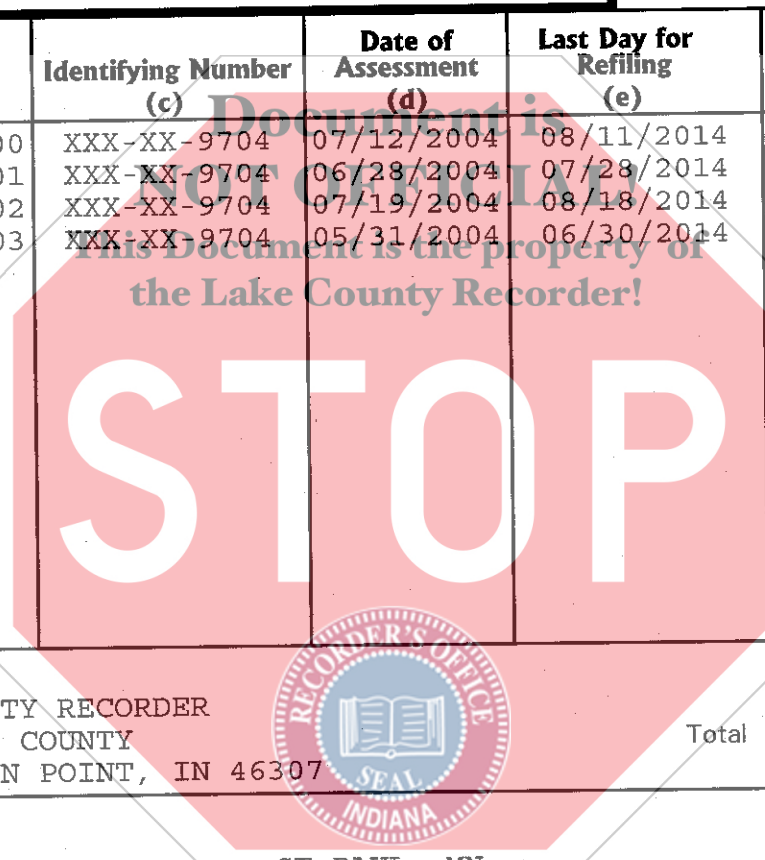 Identifying Number
(c)
Date of
Assessment
(d)
Last Day for
Refiling
(e)
Document is
NOT OFFICIAL!
This Document is the property of
the Lake County Recorder!
00 XXX-XX-9704 07/12/2004 08/11/2014
01 XXX-XX-9704 06/28/2004 07/28/2014
02 XXX-XX-9704 07/19/2004 08/18/2014
03 XXX-XX-9704 05/31/2004 06/30/2014
STOP
RECORDER'S OFFICE
SEAL
INDIANA
TY RECORDER
COUNTY
N POINT, IN 46307
Total